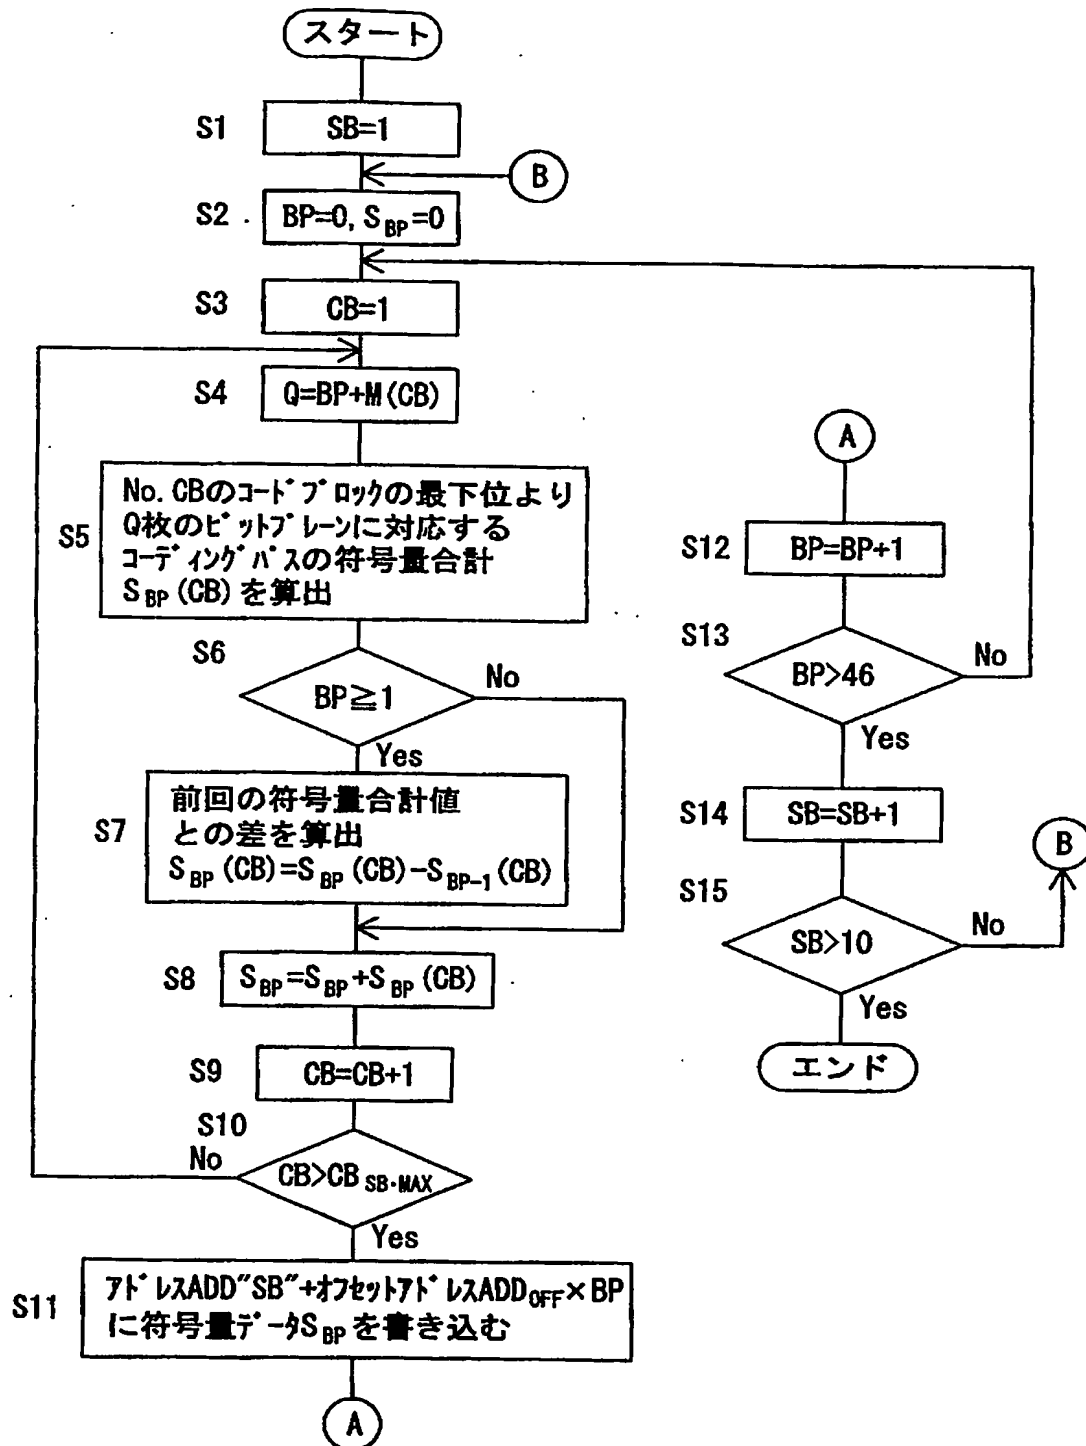 スタート
S1
SB=1
B
S2
BP=0, S_BP=0
S3
CB=1
S4
Q=BP+M(CB)
S5
No. CBのコードブロックの最下位より
Q枚のビットプレーンに対応する
コーディングパスの符号量合計
S_BP(CB)を算出
S6
BP≧1
No
Yes
S7
前回の符号量合計値
との差を算出
S_BP(CB)=S_BP(CB)-S_BP-1(CB)
S8
S_BP=S_BP+S_BP(CB)
S9
CB=CB+1
S10
No
CB>CB_SB・MAX
Yes
S11
アドレスADD"SB"+オフセットアドレスADD_OFF×BP
に符号量データS_BPを書き込む
A
A
S12
BP=BP+1
S13
BP>46
No
Yes
S14
SB=SB+1
B
S15
SB>10
No
Yes
エンド